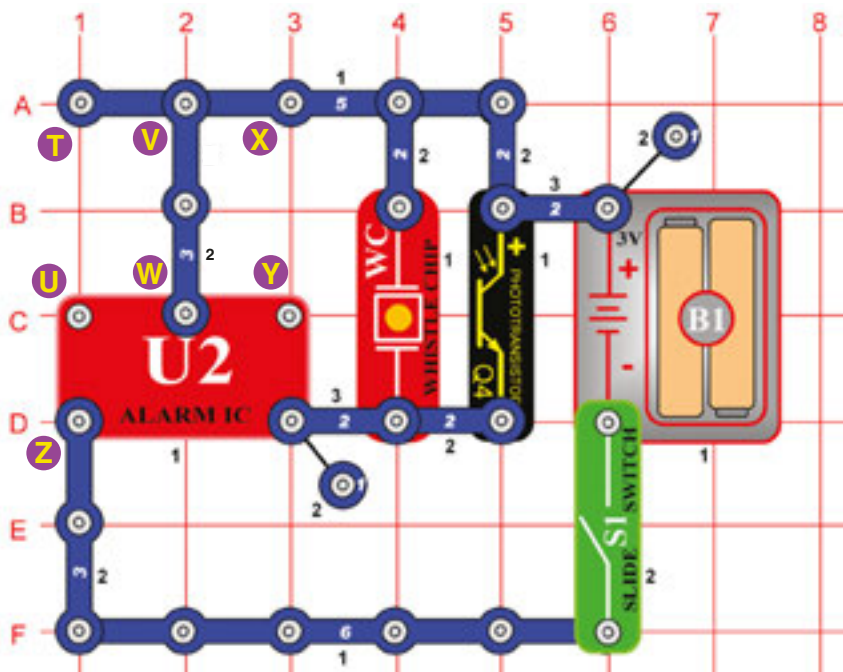 1 2 3 4 5 6 7 8
A
1
5
T V X
2 2
2 2
2 1
3
B
2
3V
+
-
B1
3 2
W Y U
WC
WHISTLE CHIP
1
+
PHOTOTRANSISTOR
Q4
1
C
U2
ALARM IC
1
D
3
2
2
2
Z
1
2
1
S1
SLIDE SWITCH
2
E
3 2
F
6
1